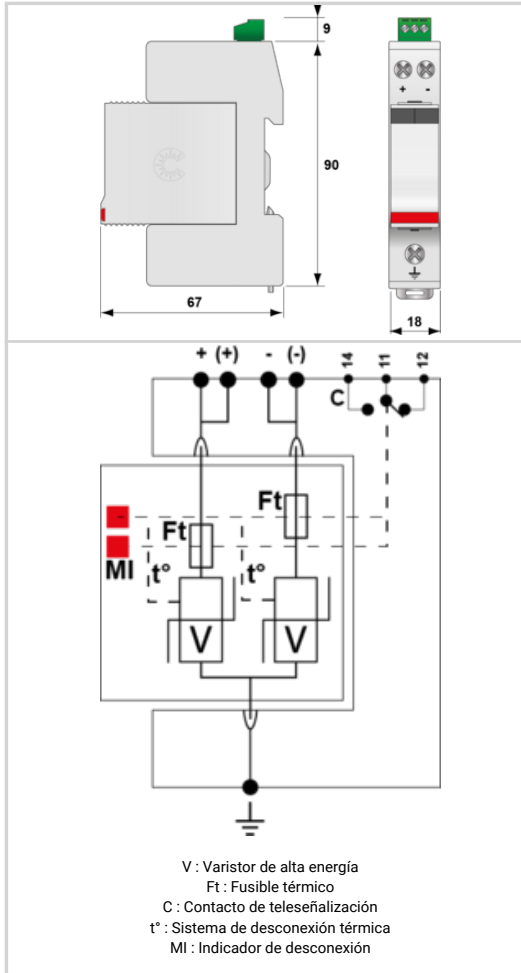 9
90
67
+ -
18
+ (+) - (-) 14 11 12
C
Ft
Ft
MI
t° t°
V V
V : Varistor de alta energía
Ft : Fusible térmico
C : Contacto de teleseñalización
t° : Sistema de desconexión térmica
MI : Indicador de desconexión